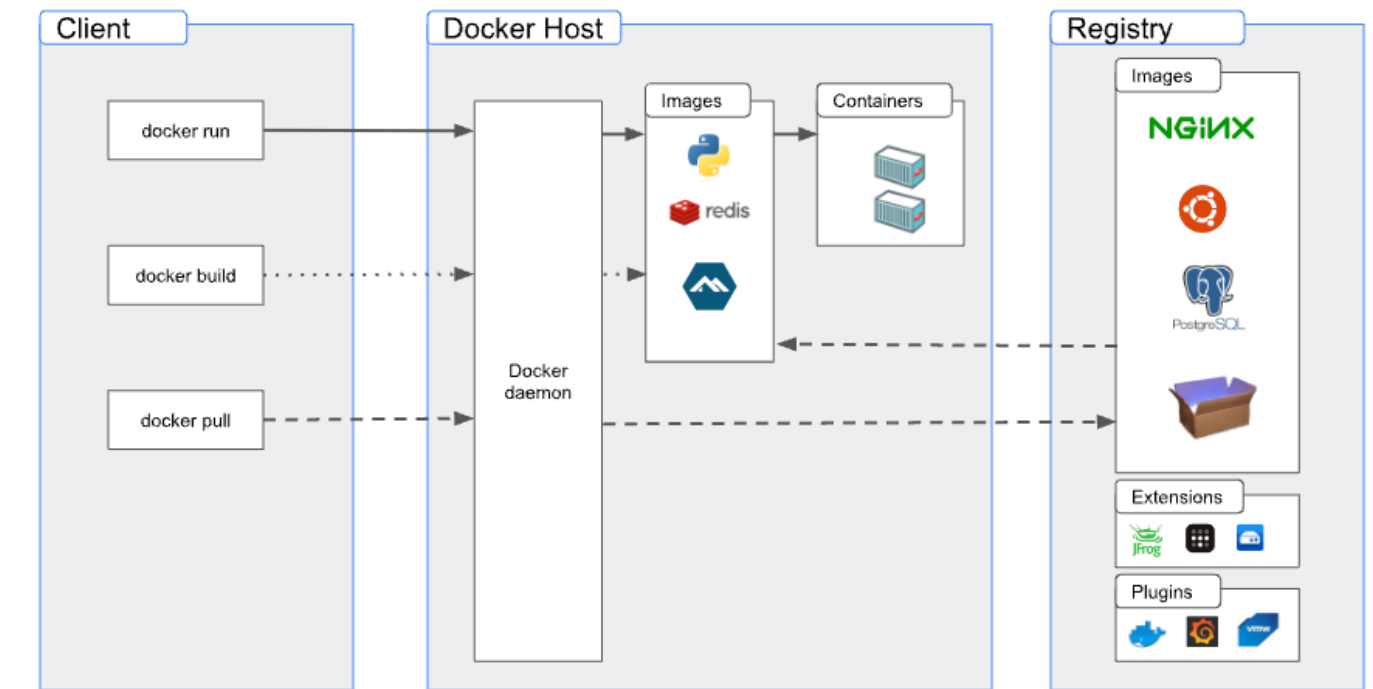 Client
docker run
docker build
docker pull
Docker Host
Docker
daemon
Images
redis
Containers
Registry
Images
NGiNX
PostgreSQL
Extensions
JFrog
Plugins
vmw